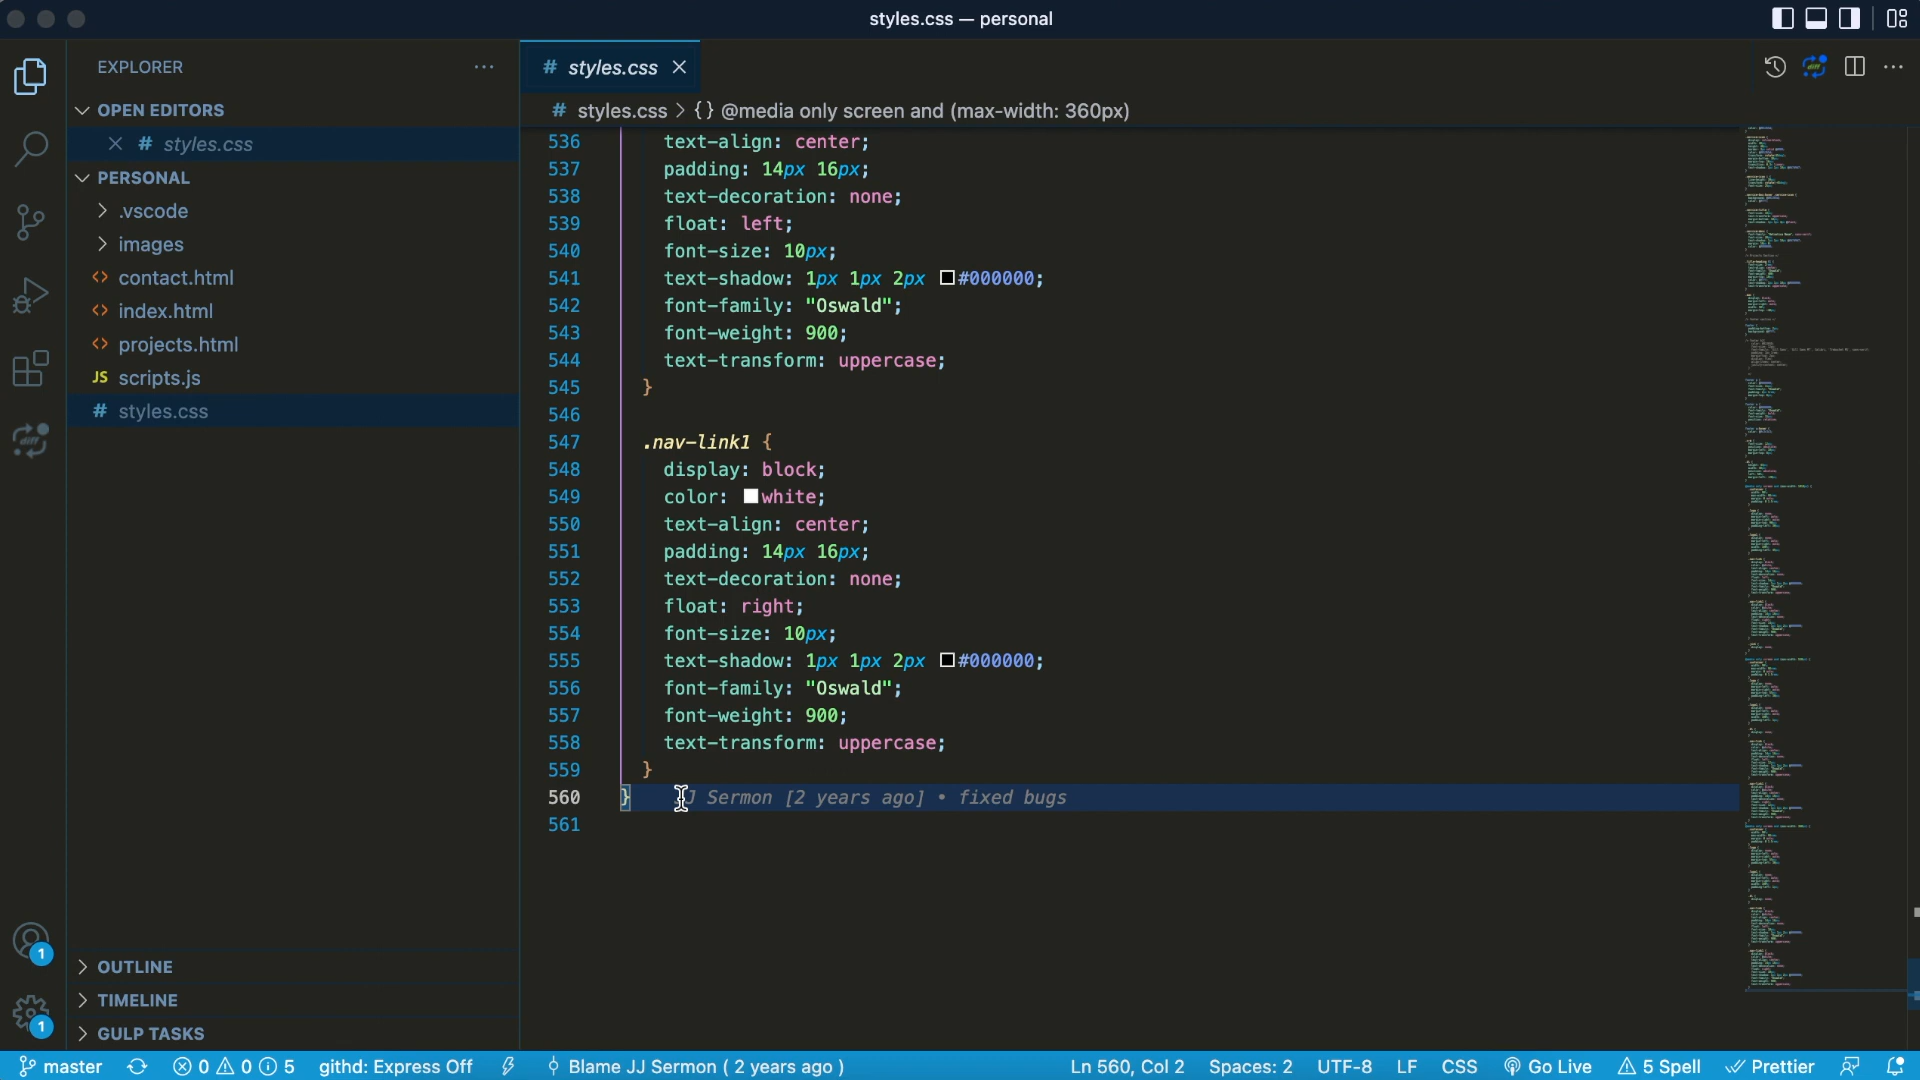 styles.css — personal
EXPLORER
OPEN EDITORS
# styles.css
PERSONAL
.vscode
images
<> contact.html
<> index.html
<> projects.html
JS scripts.js
# styles.css
OUTLINE
TIMELINE
GULP TASKS
# styles.css
# styles.css > {} @media only screen and (max-width: 360px)
536 text-align: center;
537 padding: 14px 16px;
538 text-decoration: none;
539 float: left;
540 font-size: 10px;
541 text-shadow: 1px 1px 2px #000000;
542 font-family: "Oswald";
543 font-weight: 900;
544 text-transform: uppercase;
545 }
546
547 .nav-link1 {
548 display: block;
549 color: white;
550 text-align: center;
551 padding: 14px 16px;
552 text-decoration: none;
553 float: right;
554 font-size: 10px;
555 text-shadow: 1px 1px 2px #000000;
556 font-family: "Oswald";
557 font-weight: 900;
558 text-transform: uppercase;
559 }
560 } JJ Sermon [2 years ago] • fixed bugs
561
diff
diff
1
1
master 0 0 5 githd: Express Off Blame JJ Sermon ( 2 years ago ) Ln 560, Col 2 Spaces: 2 UTF-8 LF CSS Go Live 5 Spell Prettier